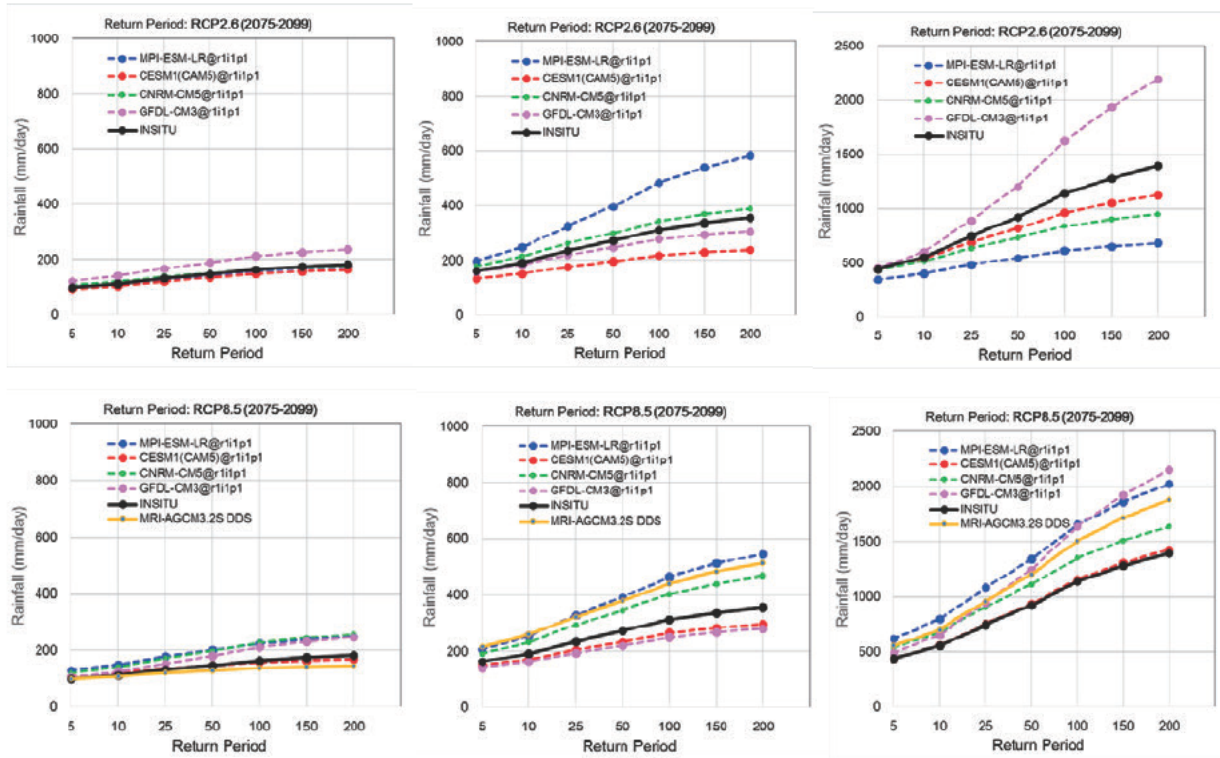 Return Period: RCP2.6 (2075-2099)
1000
800
600
400
200
0
Rainfall (mm/day)
MPI-ESM-LR@r1i1p1
CESM1(CAM5)@r1i1p1
CNRM-CM5@r1i1p1
GFDL-CM3@r1i1p1
INSITU
5 10 25 50 100 150 200
Return Period
Return Period: RCP2.6 (2075-2099)
1000
800
600
400
200
0
Rainfall (mm/day)
MPI-ESM-LR@r1i1p1
CESM1(CAM5)@r1i1p1
CNRM-CM5@r1i1p1
GFDL-CM3@r1i1p1
INSITU
5 10 25 50 100 150 200
Return Period
Return Period: RCP2.6 (2075-2099)
2500
2000
1500
1000
500
0
Rainfall (mm/day)
MPI-ESM-LR@r1i1p1
CESM1(CAM5)@r1i1p1
CNRM-CM5@r1i1p1
GFDL-CM3@r1i1p1
INSITU
5 10 25 50 100 150 200
Return Period
Return Period: RCP8.5 (2075-2099)
1000
800
600
400
200
0
Rainfall (mm/day)
MPI-ESM-LR@r1i1p1
CESM1(CAM5)@r1i1p1
CNRM-CM5@r1i1p1
GFDL-CM3@r1i1p1
INSITU
MRI-AGCM3.2S DDS
5 10 25 50 100 150 200
Return Period
Return Period: RCP8.5 (2075-2099)
1000
800
600
400
200
0
Rainfall (mm/day)
MPI-ESM-LR@r1i1p1
CESM1(CAM5)@r1i1p1
CNRM-CM5@r1i1p1
GFDL-CM3@r1i1p1
INSITU
MRI-AGCM3.2S DDS
5 10 25 50 100 150 200
Return Period
Return Period: RCP8.5 (2075-2099)
2500
2000
1500
1000
500
0
Rainfall (mm/day)
MPI-ESM-LR@r1i1p1
CESM1(CAM5)@r1i1p1
CNRM-CM5@r1i1p1
GFDL-CM3@r1i1p1
INSITU
MRI-AGCM3.2S DDS
5 10 25 50 100 150 200
Return Period